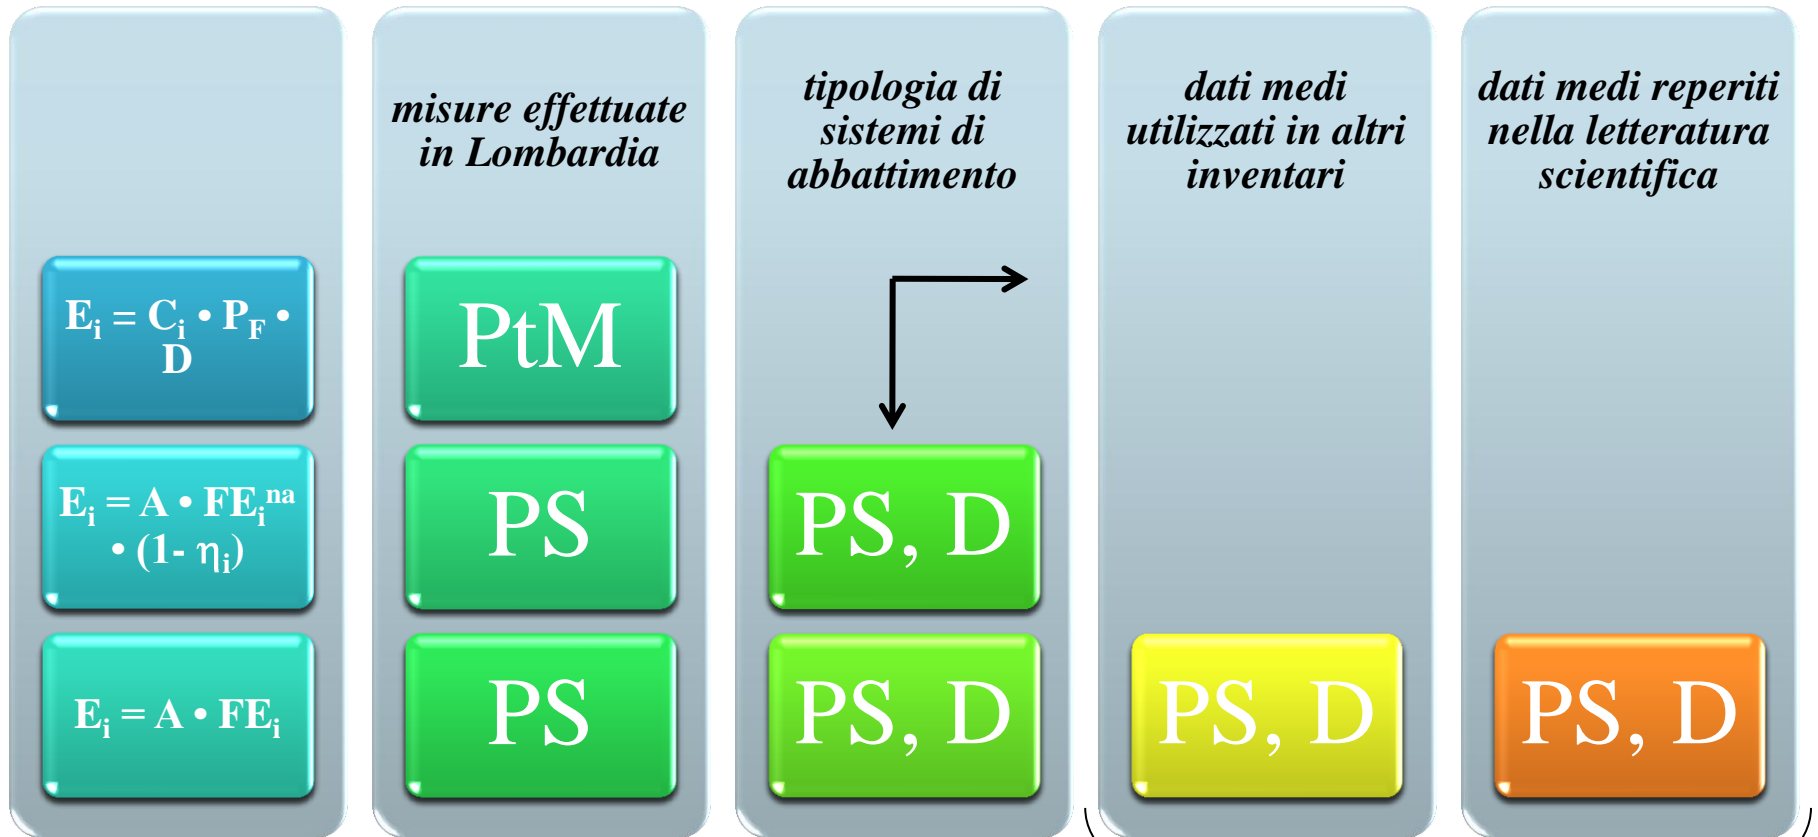 misure effettuate
in Lombardia
tipologia di
sistemi di
abbattimento
dati medi
utilizzati in altri
inventari
dati medi reperiti
nella letteratura
scientifica
Eᵢ = Cᵢ • P_F •
D
PtM
Eᵢ = A • FEᵢⁿᵃ
• (1- ηᵢ)
PS
PS, D
Eᵢ = A • FEᵢ
PS
PS, D
PS, D
PS, D